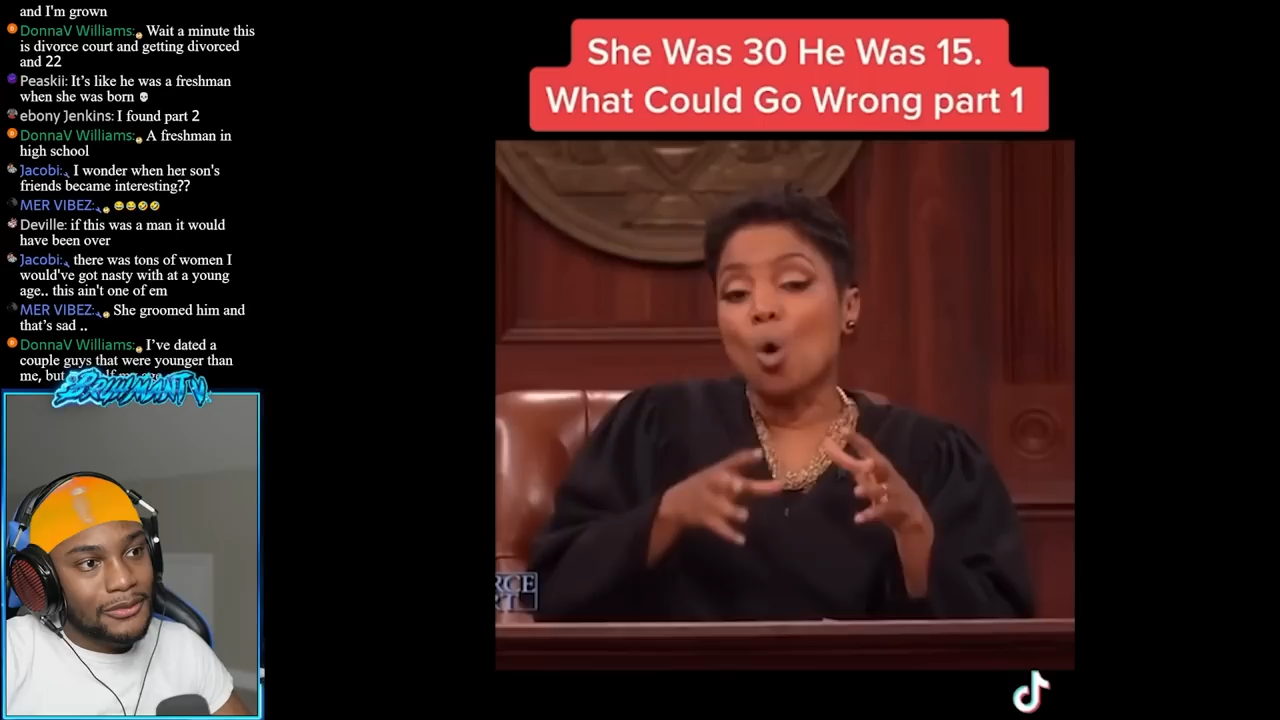 and I'm grown
DonnaV Williams: Wait a minute this
is divorce court and getting divorced
and 22
Peaskii: It's like he was a freshman
when she was born 💀
ebony Jenkins: I found part 2
DonnaV Williams: A freshman in
high school
Jacobi: I wonder when her son's
friends became interesting??
MER VIBEZ: 😂😂🤣🤣
Deville: if this was a man it would
have been over
Jacobi: there was tons of women I
would've got nasty with at a young
age.. this ain't one of em
MER VIBEZ: She groomed him and
that's sad ..
DonnaV Williams: I've dated a
couple guys that were younger than
me, but
She Was 30 He Was 15.
What Could Go Wrong part 1
RCE
RT